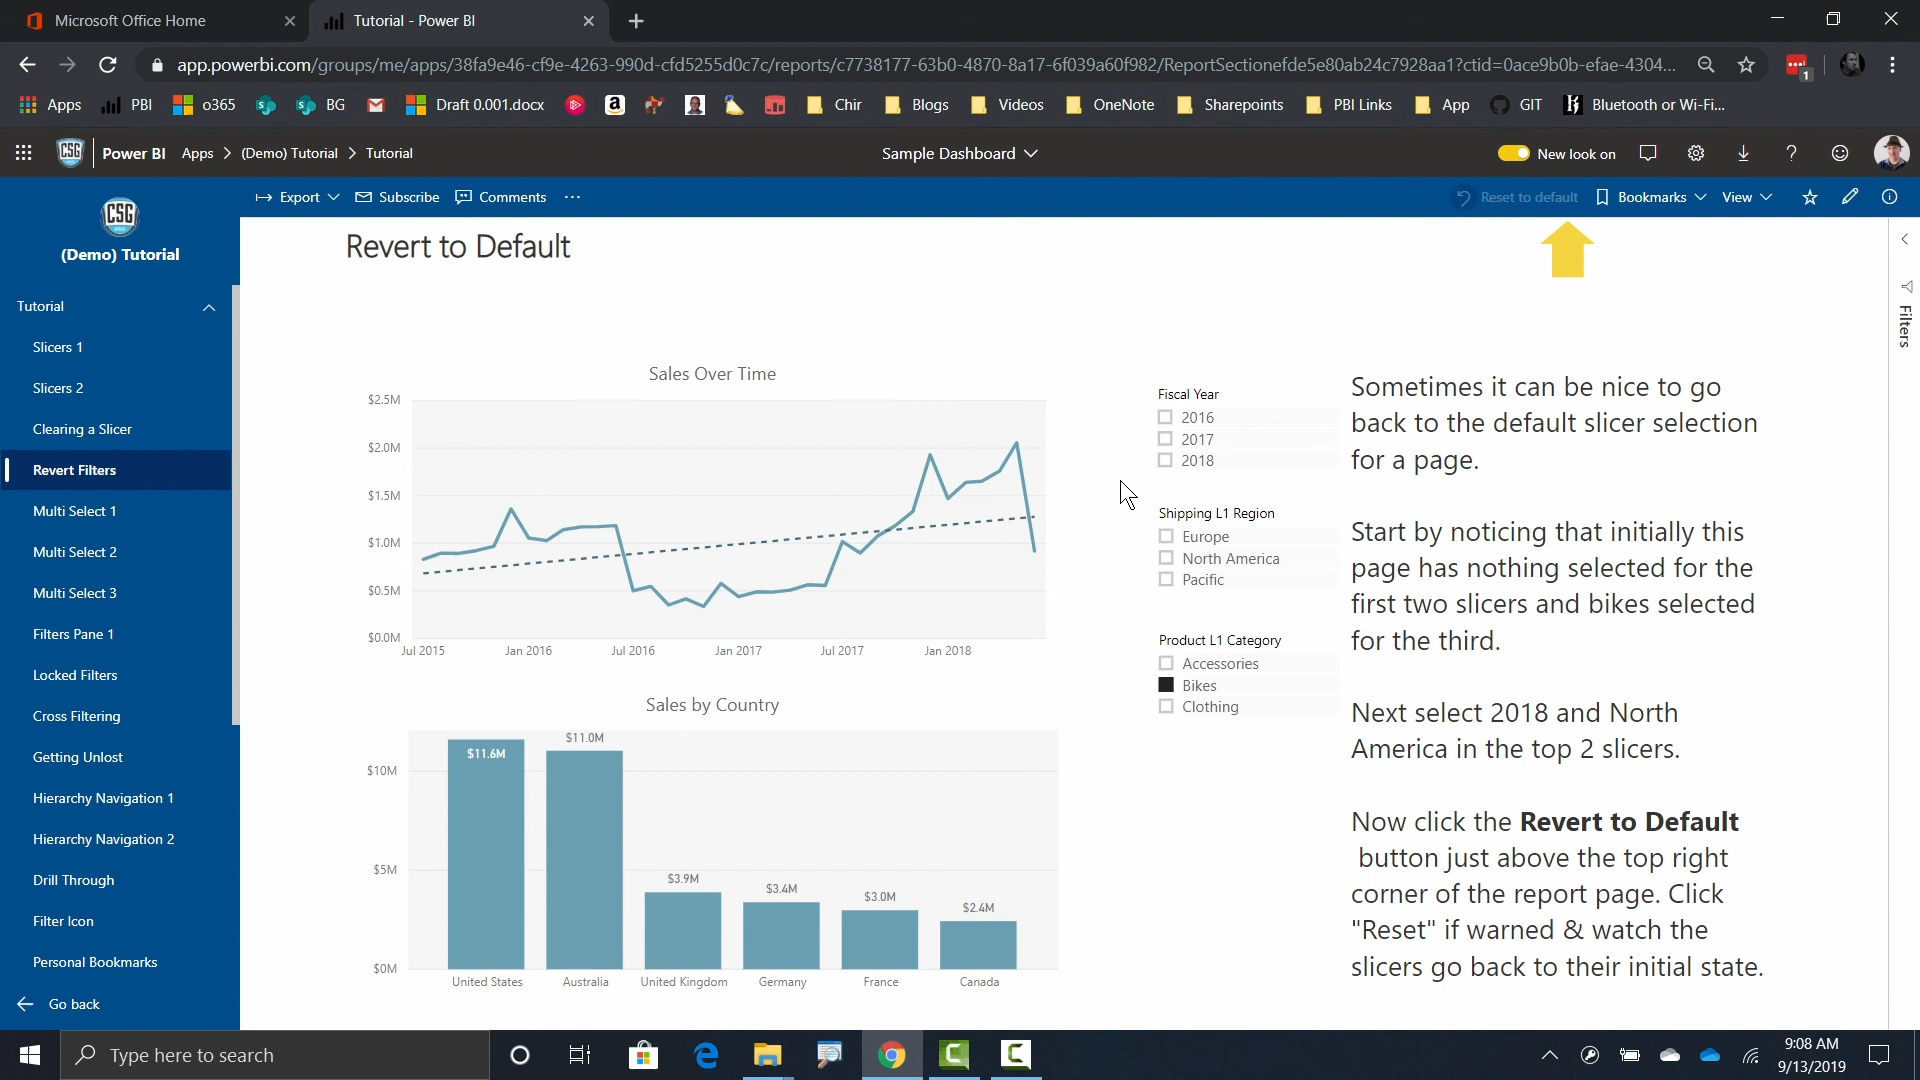 Microsoft Office Home
Tutorial - Power BI
app.powerbi.com/groups/me/apps/38fa9e46-cf9e-4263-990d-cfd5255d0c7c/reports/c7738177-63b0-4870-8a17-6f039a60f982/ReportSectionefde5e80ab24c7928aa1?ctid=0ace9b0b-efae-4304...
1
Apps PBI o365 BG Draft 0.001.docx Chir Blogs Videos OneNote Sharepoints PBI Links App GIT Bluetooth or Wi-Fi...
CSG Power BI Apps > (Demo) Tutorial > Tutorial
Sample Dashboard
New look on
CSG
(Demo) Tutorial
Export Subscribe Comments ...
Reset to default Bookmarks View
Tutorial
Slicers 1
Slicers 2
Clearing a Slicer
Revert Filters
Multi Select 1
Multi Select 2
Multi Select 3
Filters Pane 1
Locked Filters
Cross Filtering
Getting Unlost
Hierarchy Navigation 1
Hierarchy Navigation 2
Drill Through
Filter Icon
Personal Bookmarks
Go back
Revert to Default
Sales Over Time
$2.5M
$2.0M
$1.5M
$1.0M
$0.5M
$0.0M
Jul 2015 Jan 2016 Jul 2016 Jan 2017 Jul 2017 Jan 2018
Sales by Country
$10M
$5M
$0M
$11.6M $11.0M $3.9M $3.4M $3.0M $2.4M
United States Australia United Kingdom Germany France Canada
Fiscal Year
2016
2017
2018
Shipping L1 Region
Europe
North America
Pacific
Product L1 Category
Accessories
Bikes
Clothing
Sometimes it can be nice to go
back to the default slicer selection
for a page.
Start by noticing that initially this
page has nothing selected for the
first two slicers and bikes selected
for the third.
Next select 2018 and North
America in the top 2 slicers.
Now click the Revert to Default
button just above the top right
corner of the report page. Click
"Reset" if warned & watch the
slicers go back to their initial state.
Filters
Type here to search
9:08 AM
9/13/2019